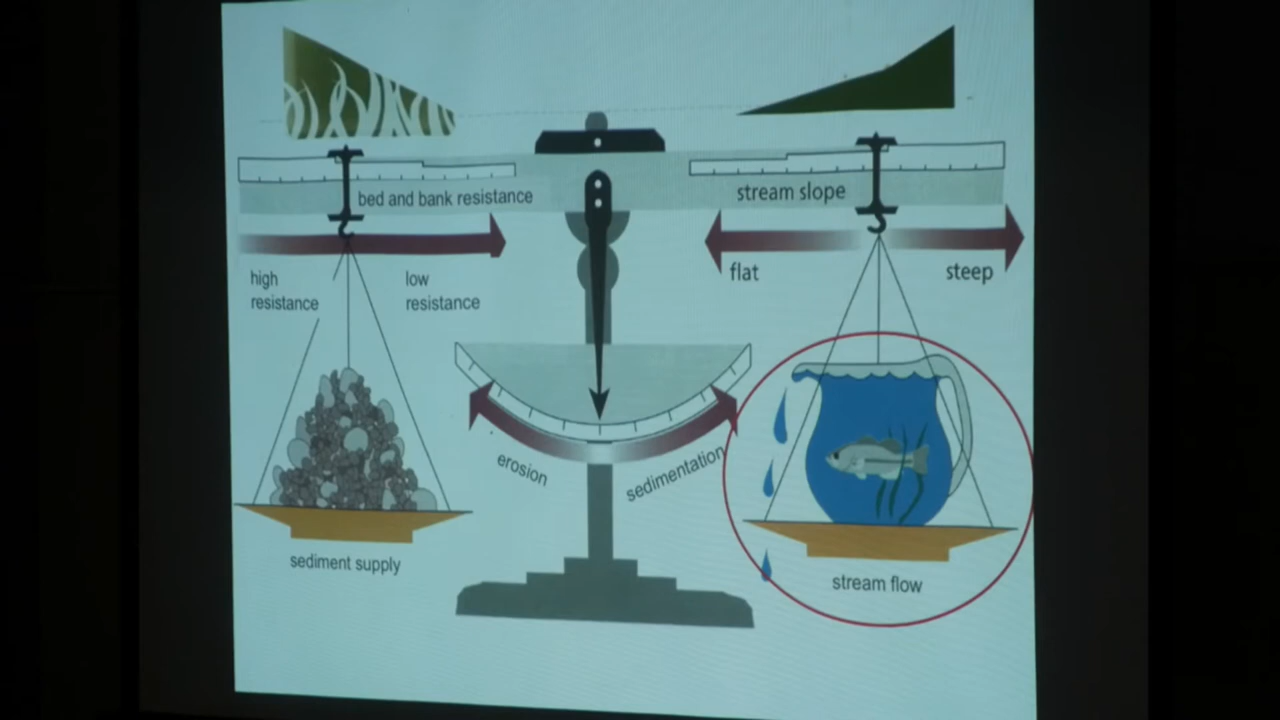 bed and bank resistance
stream slope
high
resistance
low
resistance
flat
steep
erosion
sedimentation
sediment supply
stream flow